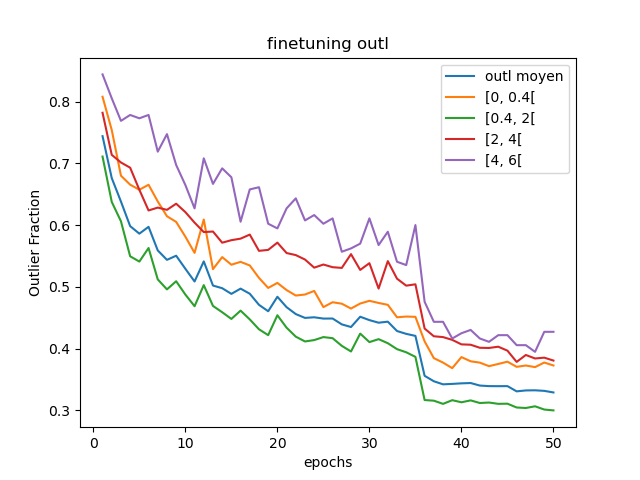 finetuning outl
outl moyen
[0, 0.4[
[0.4, 2[
[2, 4[
[4, 6[
Outlier Fraction
0.8
0.7
0.6
0.5
0.4
0.3
0 10 20 30 40 50
epochs